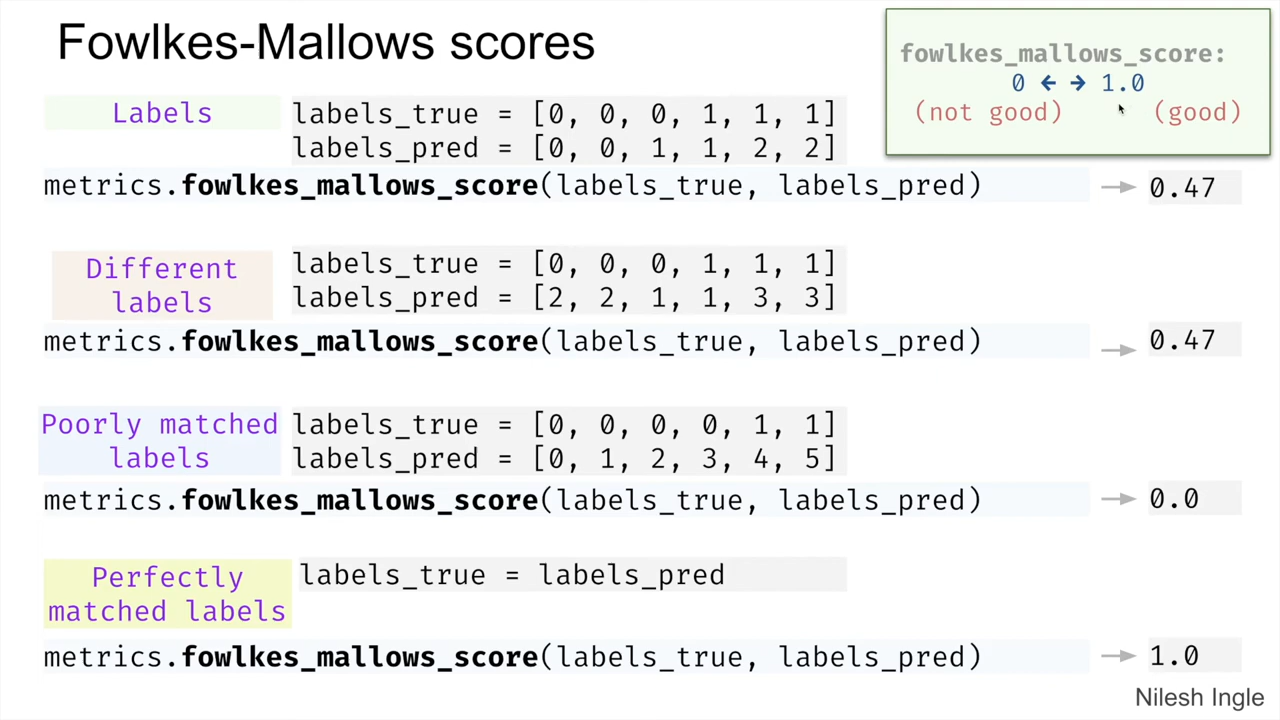 Fowlkes-Mallows scores
fowlkes_mallows_score:
0 ← → 1.0
(not good) (good)
Labels
labels_true = [0, 0, 0, 1, 1, 1]
labels_pred = [0, 0, 1, 1, 2, 2]
metrics.fowlkes_mallows_score(labels_true, labels_pred) → 0.47
Different
labels
labels_true = [0, 0, 0, 1, 1, 1]
labels_pred = [2, 2, 1, 1, 3, 3]
metrics.fowlkes_mallows_score(labels_true, labels_pred) → 0.47
Poorly matched
labels
labels_true = [0, 0, 0, 0, 1, 1]
labels_pred = [0, 1, 2, 3, 4, 5]
metrics.fowlkes_mallows_score(labels_true, labels_pred) → 0.0
Perfectly
matched labels
labels_true = labels_pred
metrics.fowlkes_mallows_score(labels_true, labels_pred) → 1.0
Nilesh Ingle